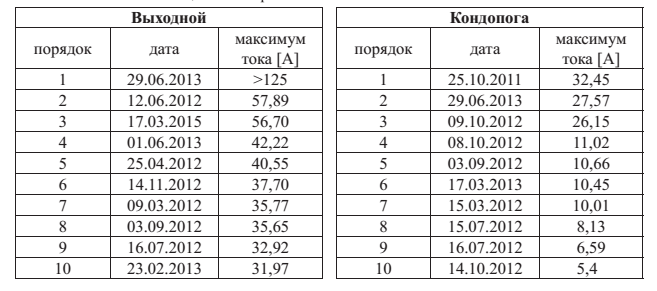 Выходной
порядок дата максимум тока [А]
1 29.06.2013 >125
2 12.06.2012 57,89
3 17.03.2015 56,70
4 01.06.2013 42,22
5 25.04.2012 40,55
6 14.11.2012 37,70
7 09.03.2012 35,77
8 03.09.2012 35,65
9 16.07.2012 32,92
10 23.02.2013 31,97
Кондопога
порядок дата максимум тока [А]
1 25.10.2011 32,45
2 29.06.2013 27,57
3 09.10.2012 26,15
4 08.10.2012 11,02
5 03.09.2012 10,66
6 17.03.2013 10,45
7 15.03.2012 10,01
8 15.07.2012 8,13
9 16.07.2012 6,59
10 14.10.2012 5,4